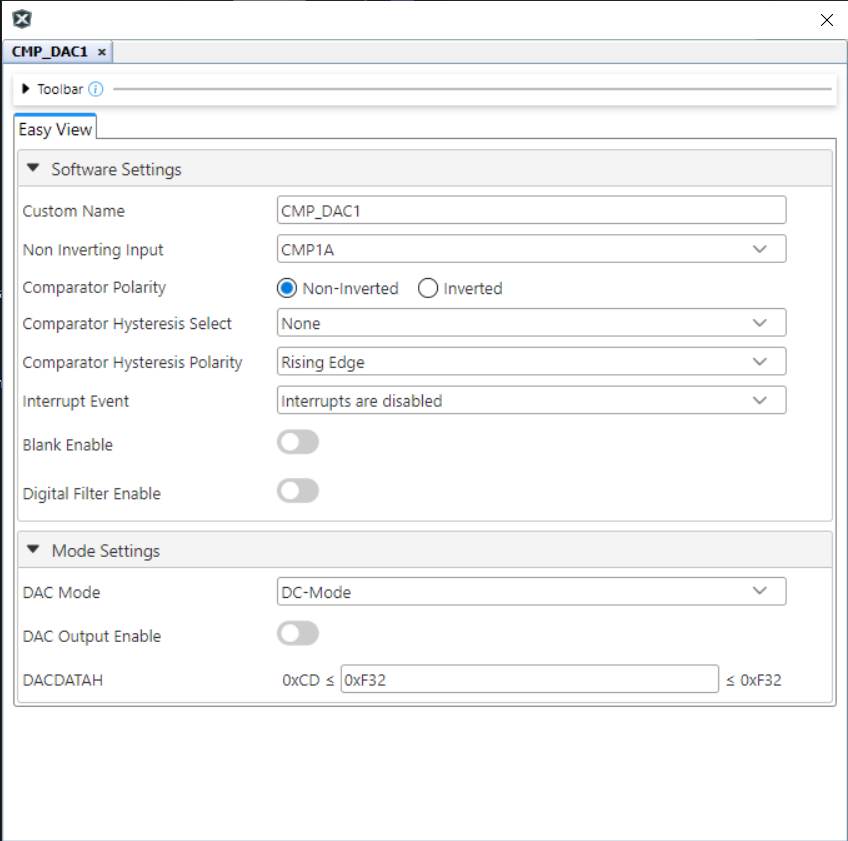 CMP_DAC1 ×
Toolbar i
Easy View
Software Settings
Custom Name CMP_DAC1
Non Inverting Input CMP1A
Comparator Polarity Non-Inverted Inverted
Comparator Hysteresis Select None
Comparator Hysteresis Polarity Rising Edge
Interrupt Event Interrupts are disabled
Blank Enable
Digital Filter Enable
Mode Settings
DAC Mode DC-Mode
DAC Output Enable
DACDATAH 0xCD ≤ 0xF32 ≤ 0xF32